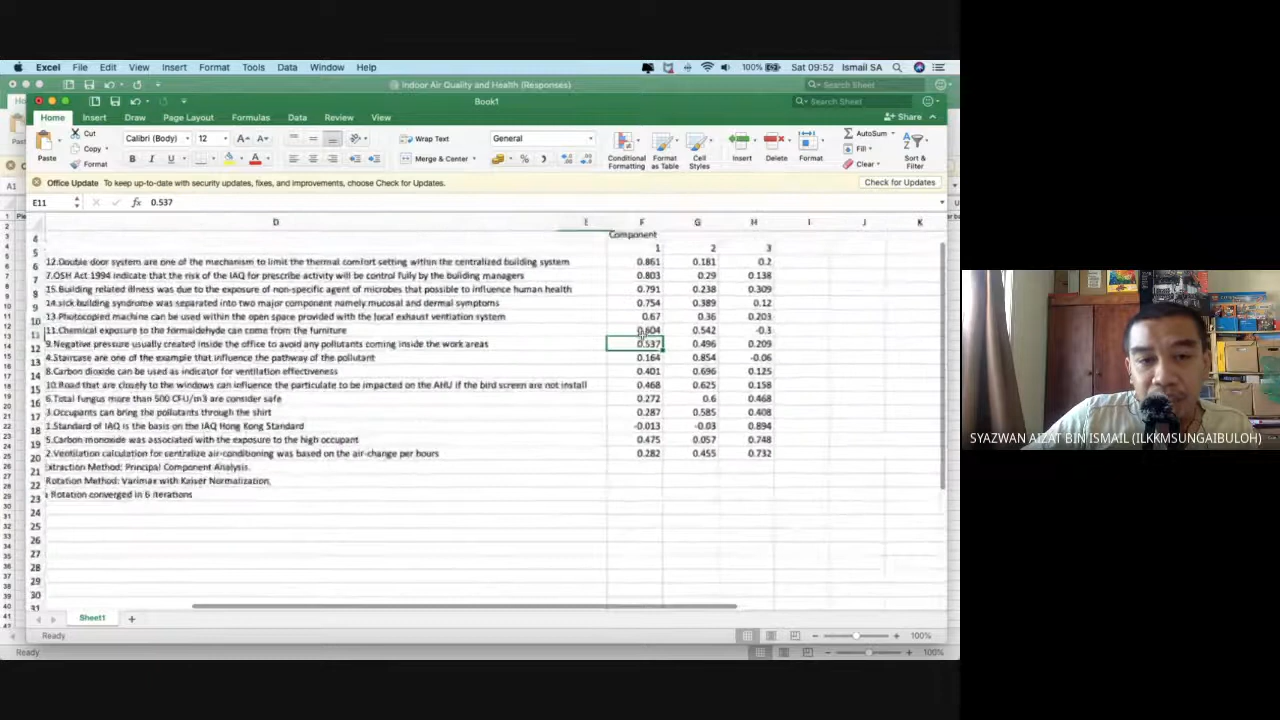 Excel File Edit View Insert Format Tools Data Window Help 100% Sat 09:52 Ismail SA
Indoor Air Quality and Health (Responses) Search Sheet
Book1 Search Sheet
Home Insert Draw Page Layout Formulas Data Review View Share
Paste Cut Copy Format Calibri (Body) 12 Wrap Text Merge & Center General Conditional Formatting Format as Table Cell Styles Insert Delete Format AutoSum Fill Clear Sort & Filter
Office Update To keep up-to-date with security updates, fixes, and improvements, choose Check for Updates. Check for Updates
A1 E11 fx 0.537
D E F G H I J K
Component
1 2 3
12.Double door system are one of the mechanism to limit the thermal comfort setting within the centralized building system 0.861 0.181 0.2
7.OSH Act 1994 indicate that the risk of the IAQ for prescribe activity will be control fully by the building managers 0.803 0.29 0.138
15.Building related illness was due to the exposure of non-specific agent of microbes that possible to influence human health 0.791 0.238 0.309
14.sick building syndrome was separated into two major component namely mucosal and dermal symptoms 0.754 0.389 0.12
13.Photocopied machine can be used within the open space provided with the local exhaust ventilation system 0.67 0.36 0.203
11.Chemical exposure to the formaldehyde can come from the furniture 0.604 0.542 -0.3
9.Negative pressure usually created inside the office to avoid any pollutants coming inside the work areas 0.537 0.496 0.209
4.Staircase are one of the example that influence the pathway of the pollutant 0.164 0.854 -0.06
8.Carbon dioxide can be used as indicator for ventilation effectiveness 0.401 0.696 0.125
10.Road that are closely to the windows can influence the particulate to be impacted on the AHU if the bird screen are not install 0.468 0.625 0.158
6.Total fungus more than 500 CFU/m3 are consider safe 0.272 0.6 0.468
3.Occupants can bring the pollutants through the shirt 0.287 0.585 0.408
1.Standard of IAQ is the basis on the IAQ Hong Kong Standard -0.013 -0.03 0.894
5.Carbon monoxide was associated with the exposure to the high occupant 0.475 0.057 0.748
2.Ventilation calculation for centralize air-conditioning was based on the air-change per hours 0.282 0.455 0.732
Extraction Method: Principal Component Analysis.
Rotation Method: Varimax with Kaiser Normalization.
Rotation converged in 6 iterations
Sheet1
Ready 100%
Ready 100%
SYAZWAN AIZAT BIN ISMAIL (ILKKMSUNGAIBULOH)